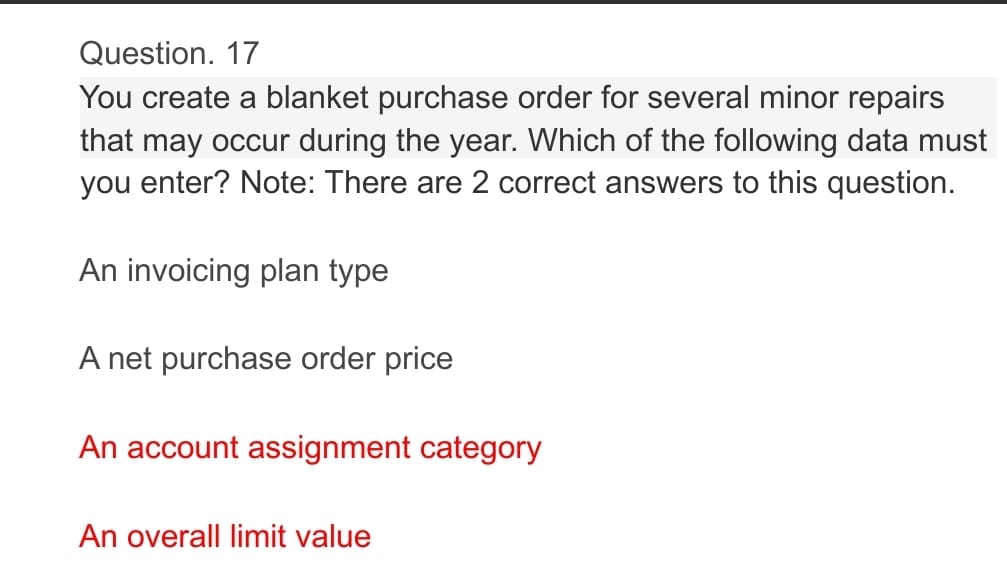 Question. 17
You create a blanket purchase order for several minor repairs
that may occur during the year. Which of the following data must
you enter? Note: There are 2 correct answers to this question.
An invoicing plan type
A net purchase order price
An account assignment category
An overall limit value